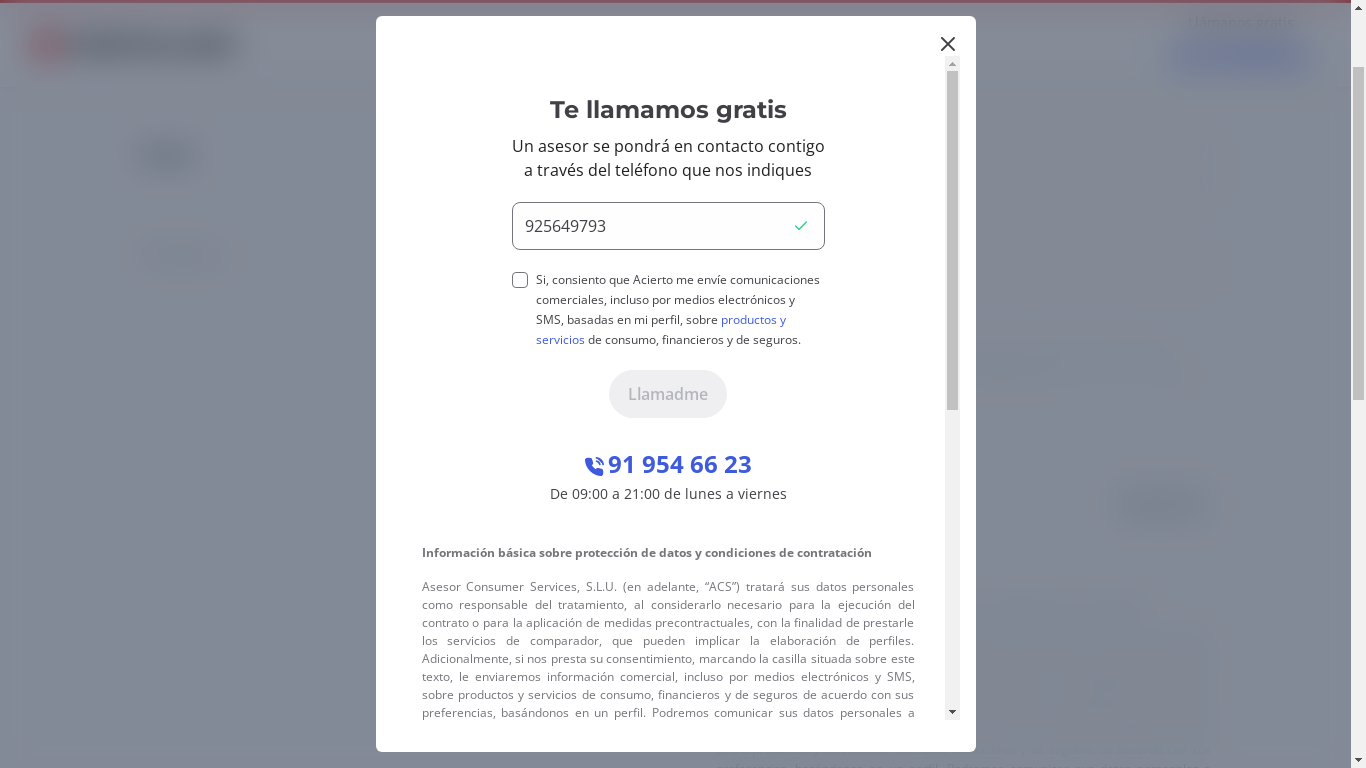 Te llamamos gratis
Un asesor se pondrá en contacto contigo
a través del teléfono que nos indiques
925649793
Si, consiento que Acierto me envíe comunicaciones
comerciales, incluso por medios electrónicos y
SMS, basadas en mi perfil, sobre productos y
servicios de consumo, financieros y de seguros.
Llamadme
91 954 66 23
De 09:00 a 21:00 de lunes a viernes
Información básica sobre protección de datos y condiciones de contratación
Asesor Consumer Services, S.L.U. (en adelante, “ACS”) tratará sus datos personales
como responsable del tratamiento, al considerarlo necesario para la ejecución del
contrato o para la aplicación de medidas precontractuales, con la finalidad de prestarle
los servicios de comparador, que pueden implicar la elaboración de perfiles.
Adicionalmente, si nos presta su consentimiento, marcando la casilla situada sobre este
texto, le enviaremos información comercial, incluso por medios electrónicos y SMS,
sobre productos y servicios de consumo, financieros y de seguros de acuerdo con sus
preferencias, basándonos en un perfil. Podremos comunicar sus datos personales a